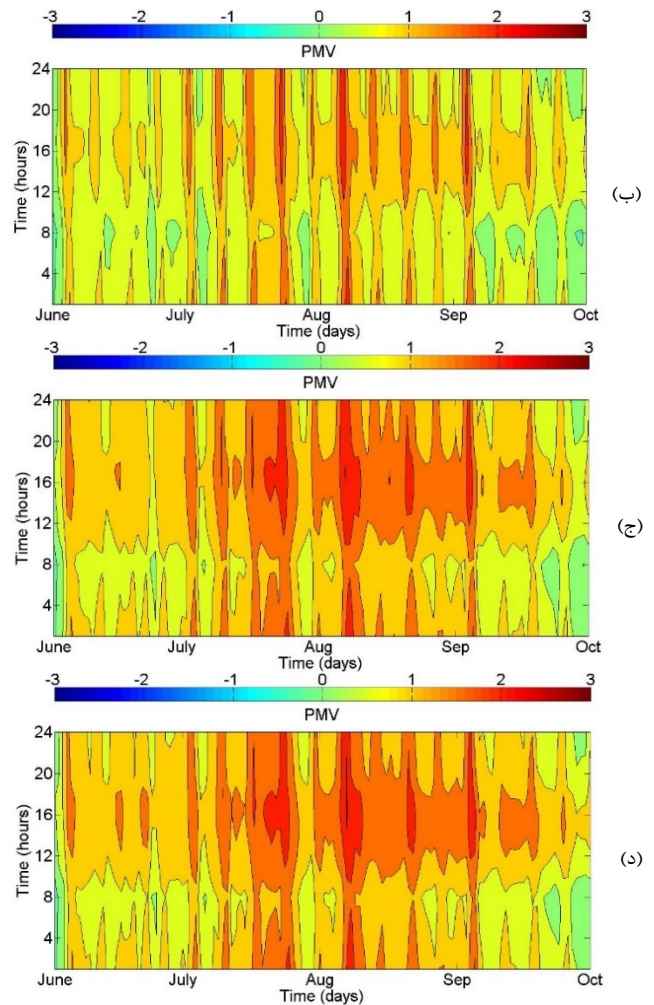 -3 -2 -1 0 1 2 3
PMV
24
20
16
12
8
4
Time (hours)
June July Aug Sep Oct
Time (days)
(ب)
-3 -2 -1 0 1 2 3
PMV
24
20
16
12
8
4
Time (hours)
June July Aug Sep Oct
Time (days)
(ج)
-3 -2 -1 0 1 2 3
PMV
24
20
16
12
8
4
Time (hours)
June July Aug Sep Oct
Time (days)
(د)